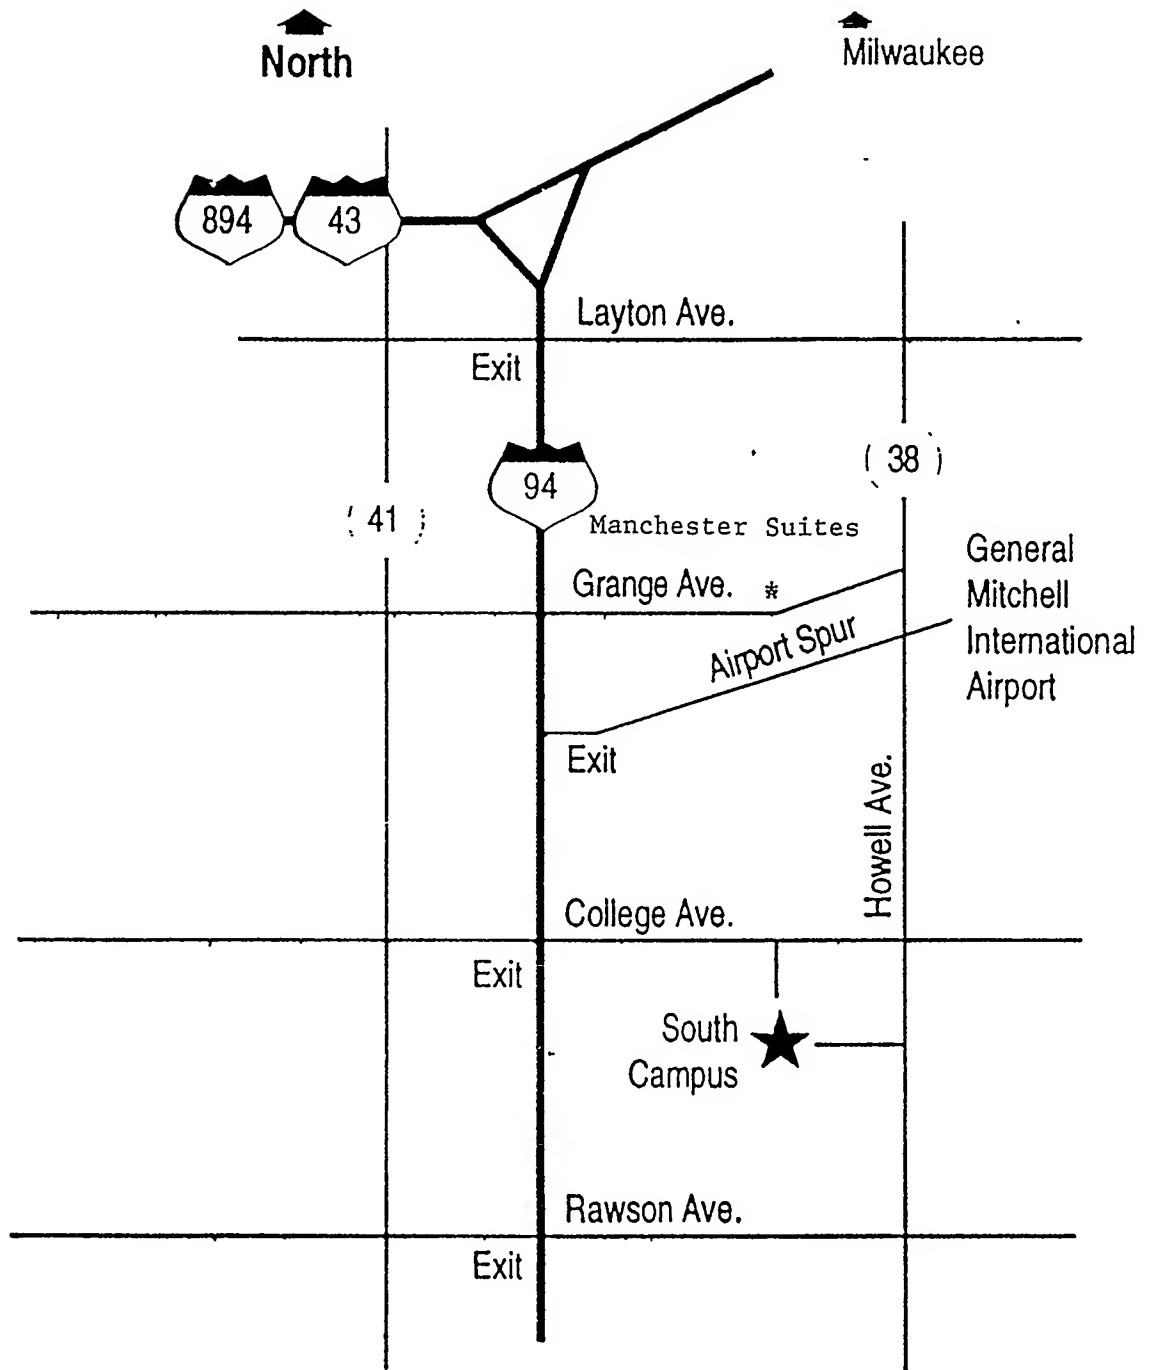 North
Milwaukee
894
43
Layton Ave.
Exit
38
94
41
Manchester Suites
Grange Ave. *
General
Mitchell
International
Airport
Airport Spur
Exit
Howell Ave.
College Ave.
Exit
South
Campus
Rawson Ave.
Exit